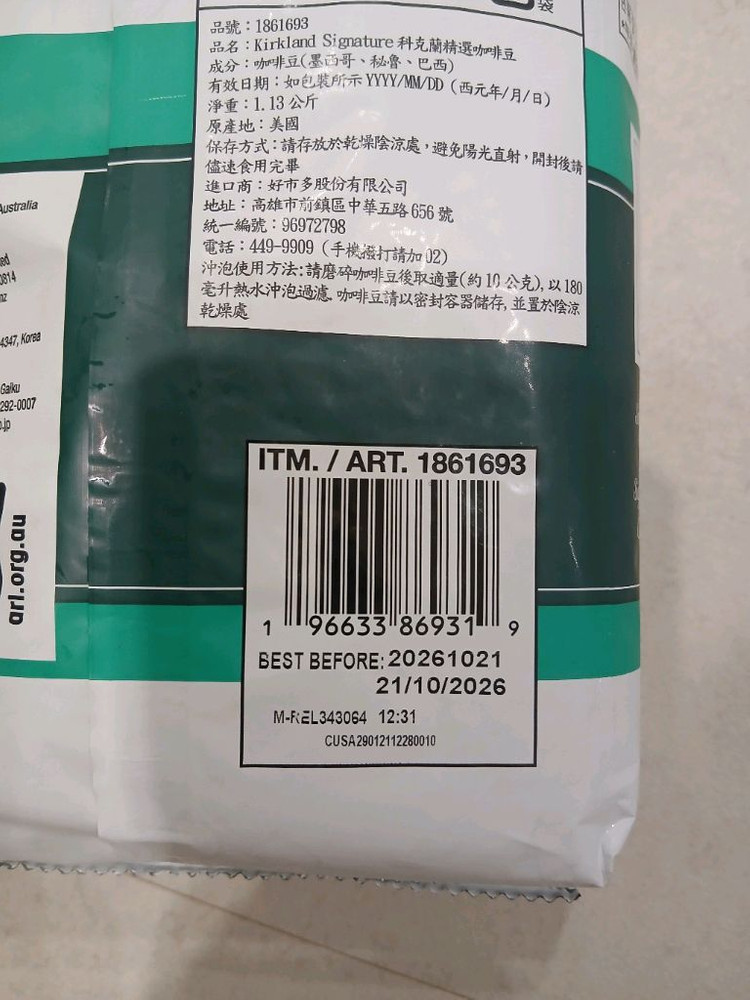 袋
品號：1861693
品名：Kirkland Signature 科克蘭精選咖啡豆
成分：咖啡豆(墨西哥、秘魯、巴西)
有效日期：如包裝所示 YYYY/MM/DD（西元年/月/日）
淨重：1.13 公斤
原產地：美國
保存方式：請存放於乾燥陰涼處，避免陽光直射，開封後請
儘速食用完畢
進口商：好市多股份有限公司
地址：高雄市前鎮區中華五路 656 號
統一編號：96972798
電話：449-9909（手機撥打請加 02）
沖泡使用方法:請磨碎咖啡豆後取適量(約 10 公克), 以 180
毫升熱水沖泡過濾. 咖啡豆請以密封容器儲存, 並置於陰涼
乾燥處
Australia
0814
nz
4347, Korea
Gaiku
292-0007
.jp
arl.org.au
ITM. / ART. 1861693
1 96633 86931 9
BEST BEFORE: 20261021
21/10/2026
M-REL343064 12:31
CUSA29012112280010